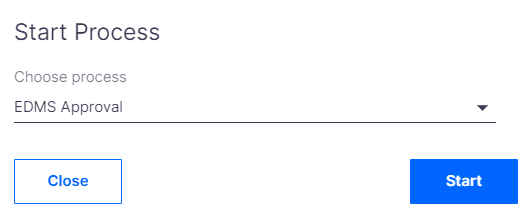 Start Process
Choose process
EDMS Approval
Close Start